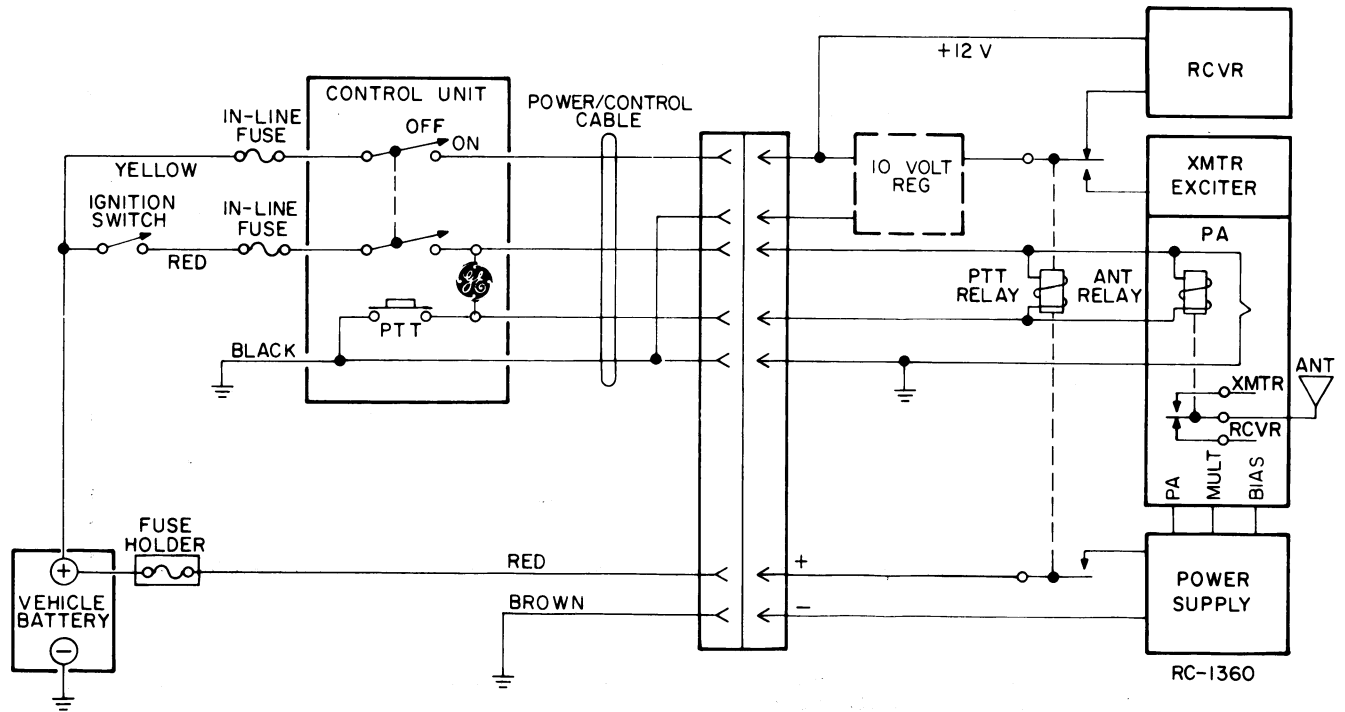 +12 V
RCVR
CONTROL UNIT
POWER/CONTROL
CABLE
IN-LINE
FUSE
OFF
ON
YELLOW
10 VOLT
REG
XMTR
EXCITER
IGNITION
SWITCH
IN-LINE
FUSE
RED
PA
PTT
RELAY
ANT
RELAY
GE
PTT
BLACK
ANT
XMTR
RCVR
PA
MULT
BIAS
FUSE
HOLDER
RED
+
+
VEHICLE
BATTERY
POWER
SUPPLY
BROWN
−
−
RC-1360